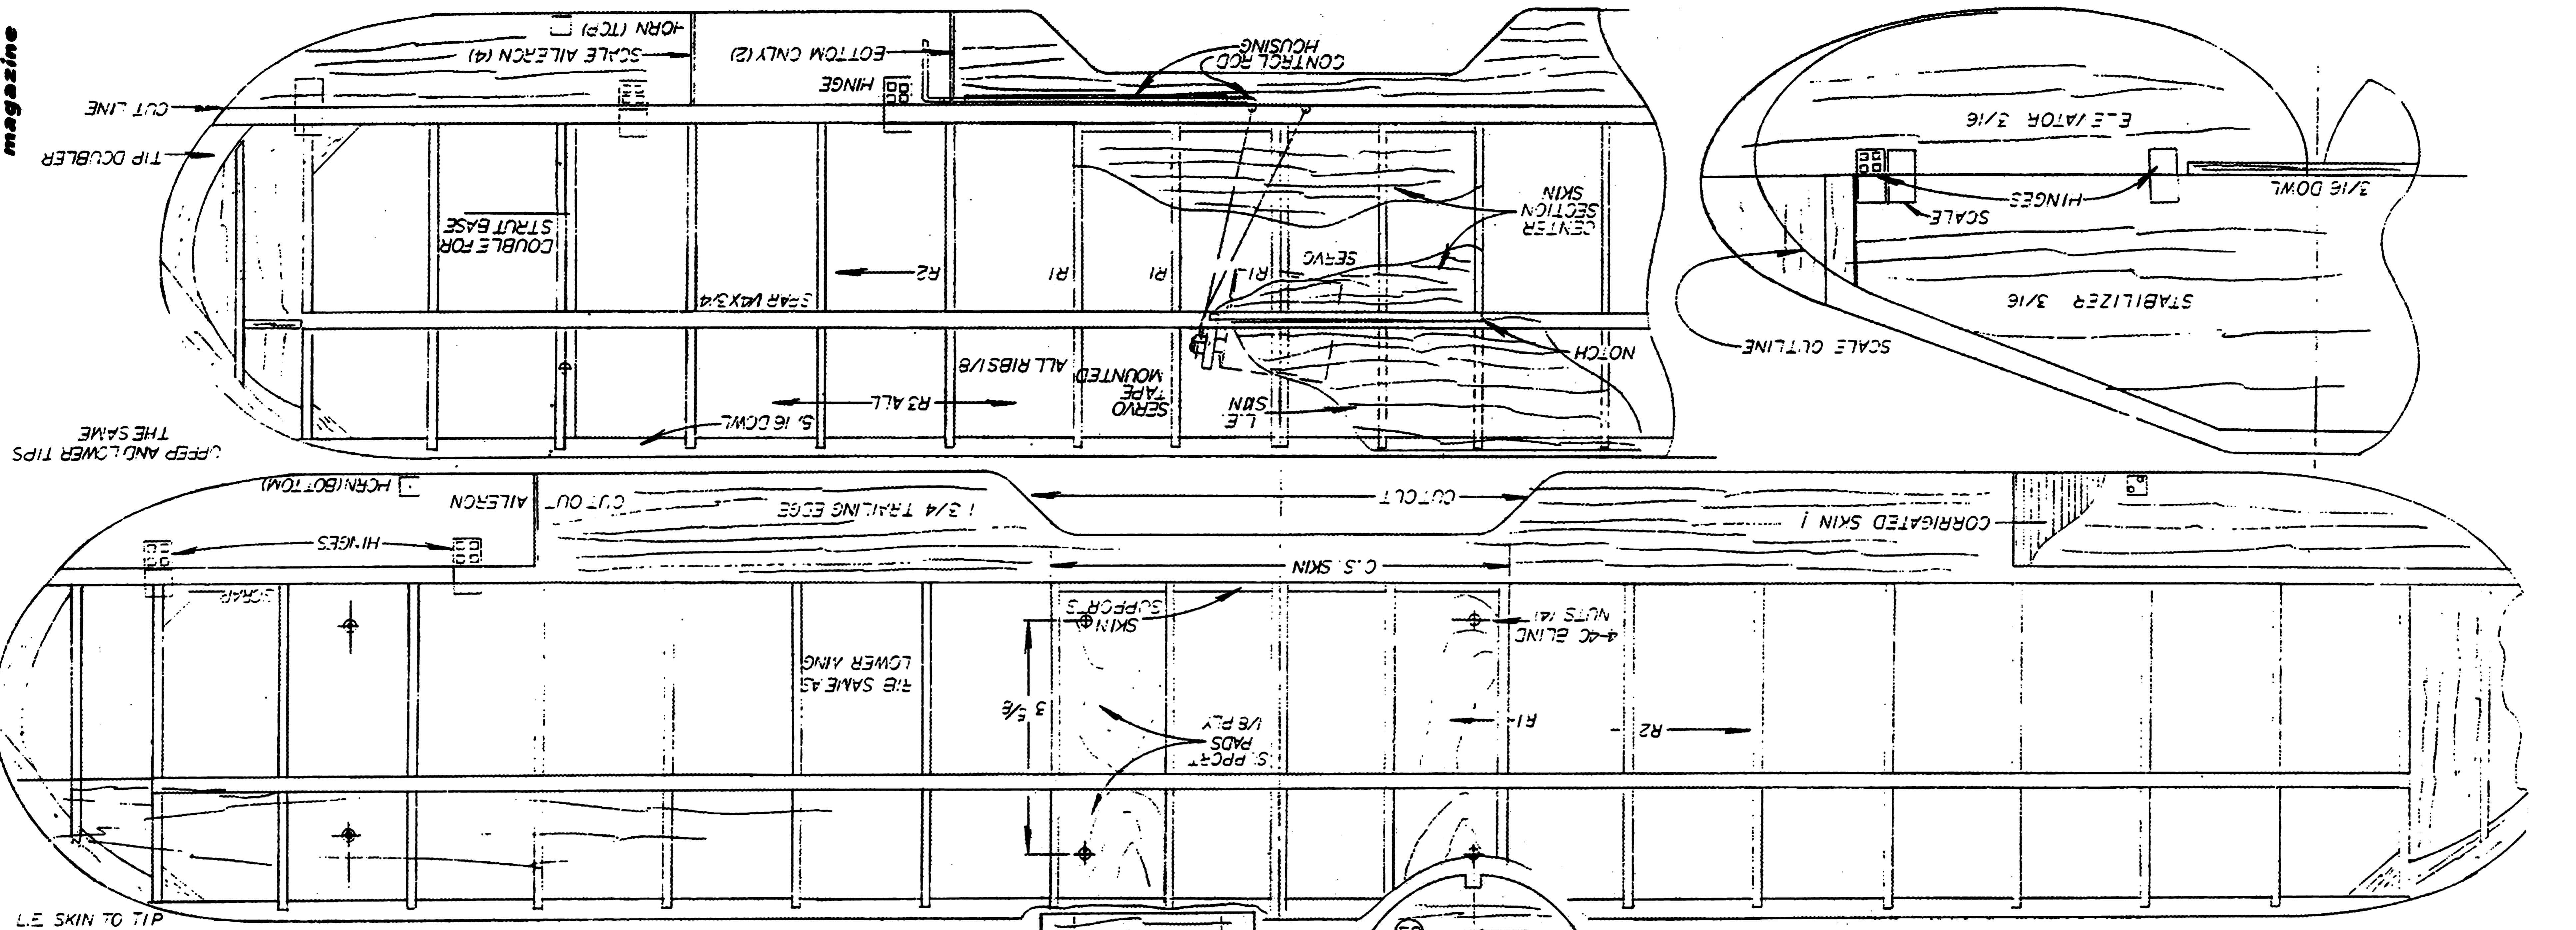 magazine
HORN (TOP)
SCALE AILERON (4)
BOTTOM ONLY (2)
HINGE
CONTROL ROD
HOUSING
CUT LINE
TIP DOUBLER
DOUBLE FOR
STRUT BASE
R2
R1
R1
R1
SERVO
CENTER
SECTION
SKIN
SPAR 1/4X3/4
ALL RIBS 1/8
SERVO
TAPE
MOUNTED
R3 ALL
5/16 DOWL
L.E.
SKIN
NOTCH
UPPER AND LOWER TIPS
THE SAME
ELEVATOR 3/16
3/16 DOWL
HINGES
SCALE
STABILIZER 3/16
SCALE OUTLINE
HORN (BOTTOM)
AILERON
CUT OUT
1 3/4 TRAILING EDGE
CUTOUT
CORRIGATED SKIN !
HINGES
C.S. SKIN
SCRAP
SKIN
SUPPORTS
4-40 BLIND
NUTS (4)
RIB SAME AS
LOWER WING
3 5/8
SUPPORT
PADS
1/8 PLY
R1
R2
L.E. SKIN TO TIP